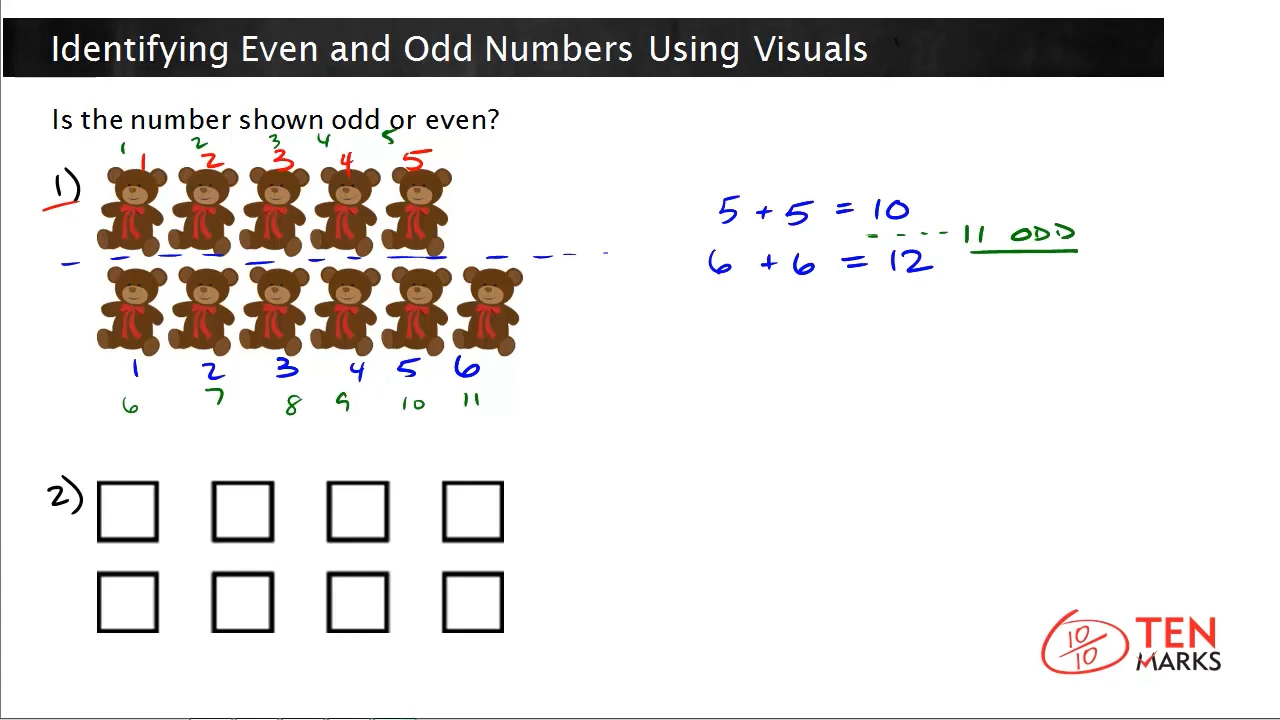 Identifying Even and Odd Numbers Using Visuals
Is the number shown odd or even?
1 2 3 4 5
1)
1 2 3 4 5
1 2 3 4 5 6
6 7 8 9 10 11
5 + 5 = 10
11 ODD
6 + 6 = 12
2)
10/10
TEN
MARKS